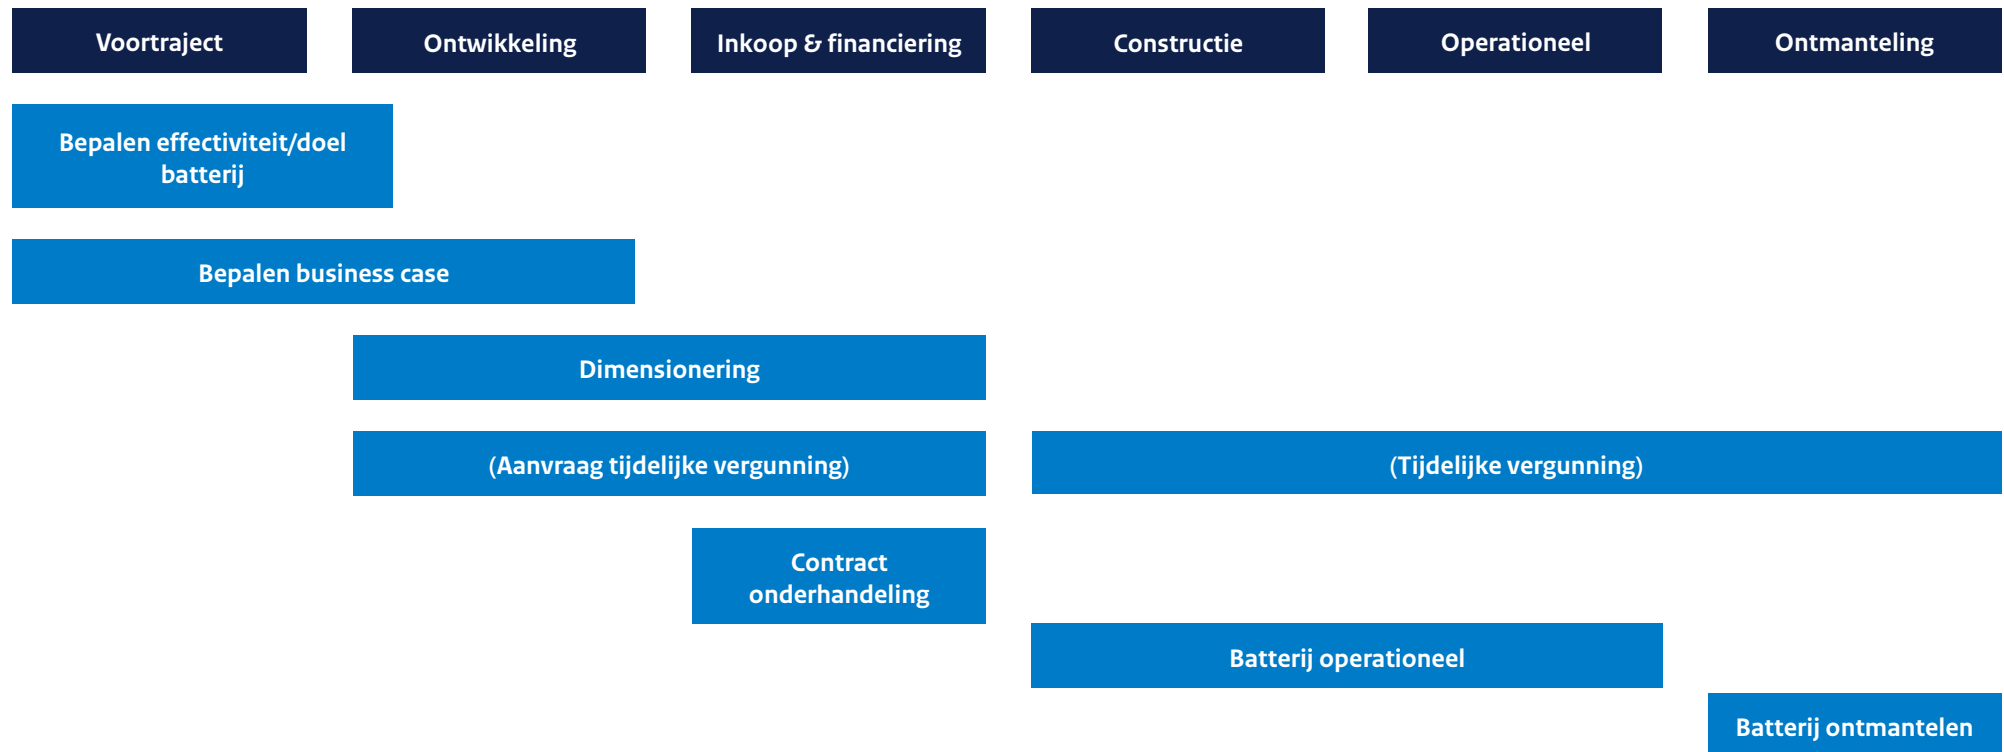 Voortraject
Ontwikkeling
Inkoop & financiering
Constructie
Operationeel
Ontmanteling
Bepalen effectiviteit/doel
batterij
Bepalen business case
Dimensionering
(Aanvraag tijdelijke vergunning)
(Tijdelijke vergunning)
Contract
onderhandeling
Batterij operationeel
Batterij ontmantelen